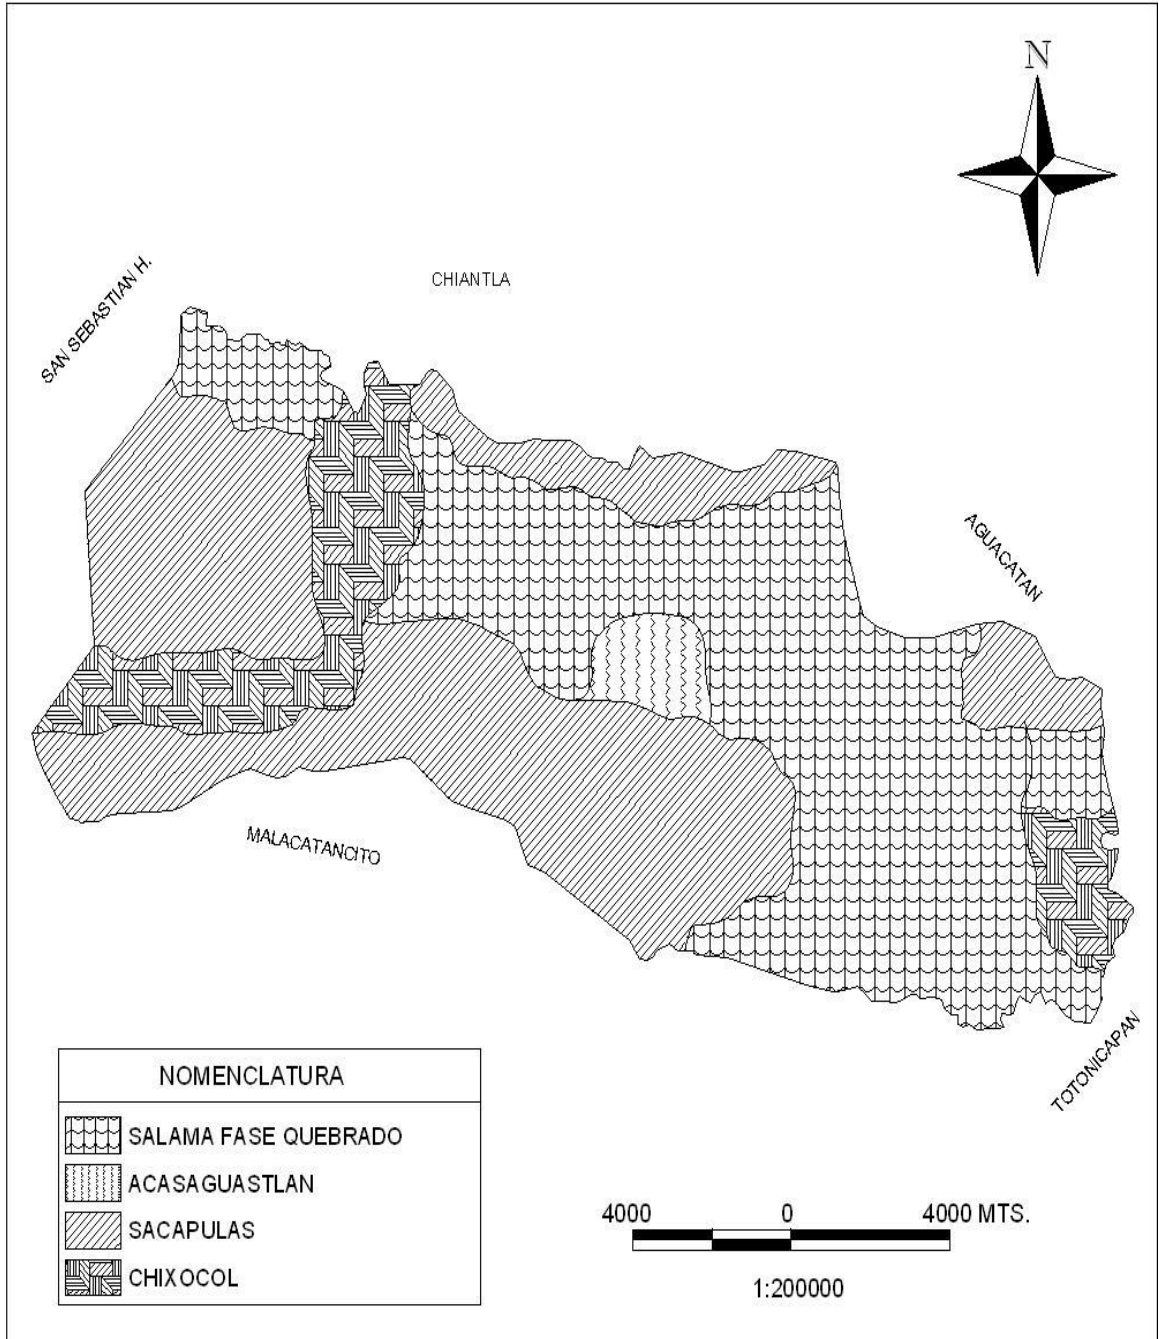 N
CHIANTLA
SAN SEBASTIAN H.
AGUACATAN
MALACATANCITO
TOTONICAPAN
NOMENCLATURA
SALAMA FASE QUEBRADO
ACASAGUASTLAN
SACAPULAS
CHIXOCOL
4000 0 4000 MTS.
1:200000